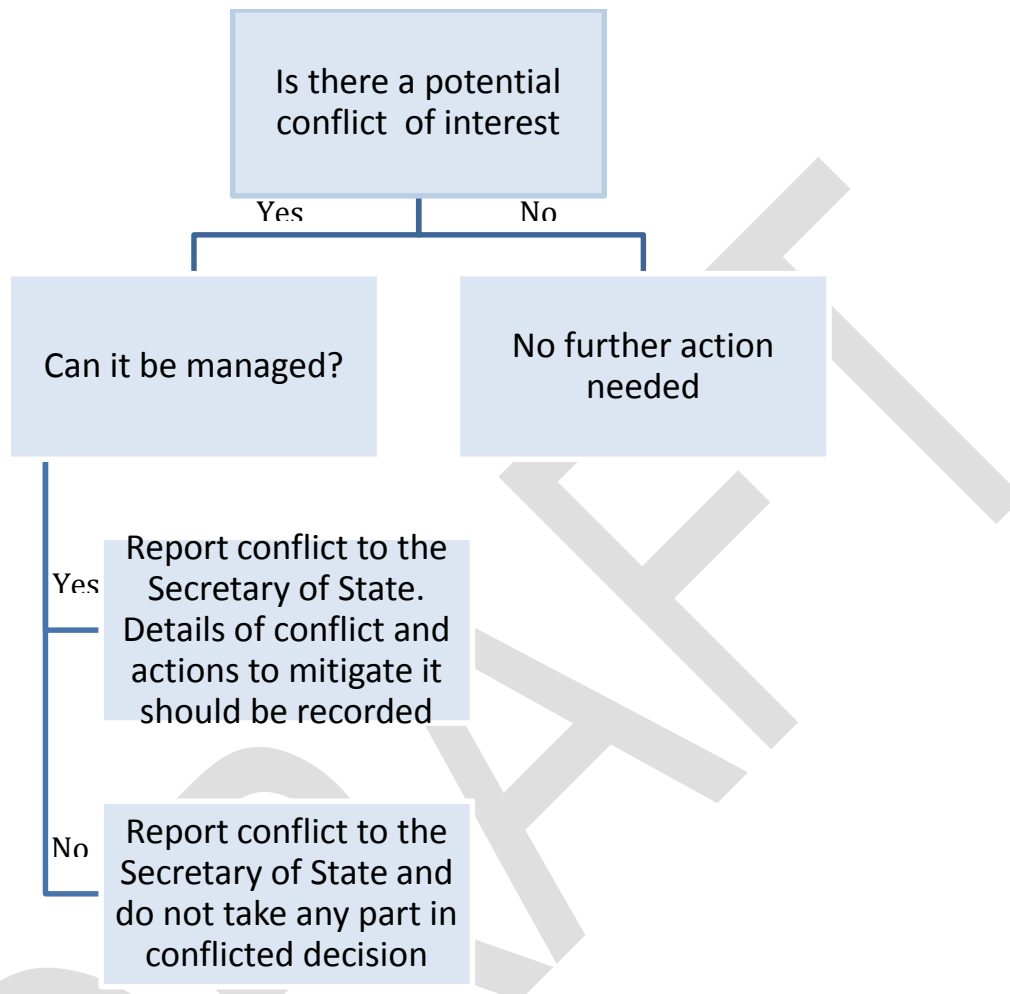 Is there a potential
conflict of interest
Yes
No
Can it be managed?
No further action
needed
Yes
Report conflict to the
Secretary of State.
Details of conflict and
actions to mitigate it
should be recorded
No
Report conflict to the
Secretary of State and
do not take any part in
conflicted decision
DRAFT